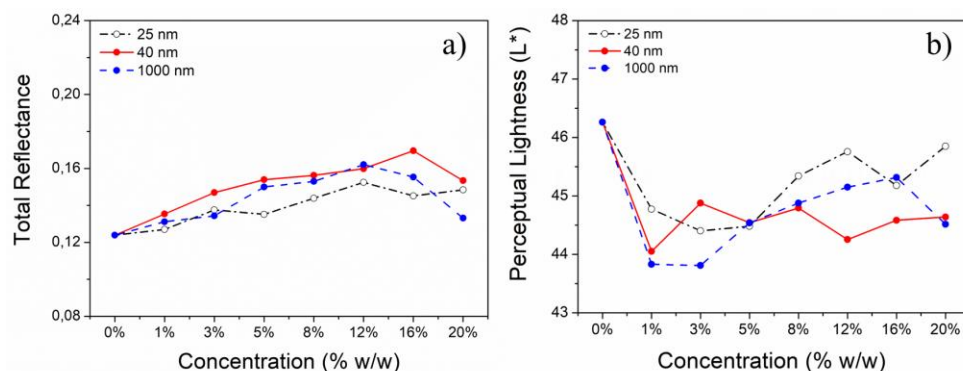 a)
25 nm
40 nm
1000 nm
Total Reflectance
0,24
0,20
0,16
0,12
0,08
0% 1% 3% 5% 8% 12% 16% 20%
Concentration (% w/w)
b)
25 nm
40 nm
1000 nm
Perceptual Lightness (L*)
48
47
46
45
44
43
0% 1% 3% 5% 8% 12% 16% 20%
Concentration (% w/w)